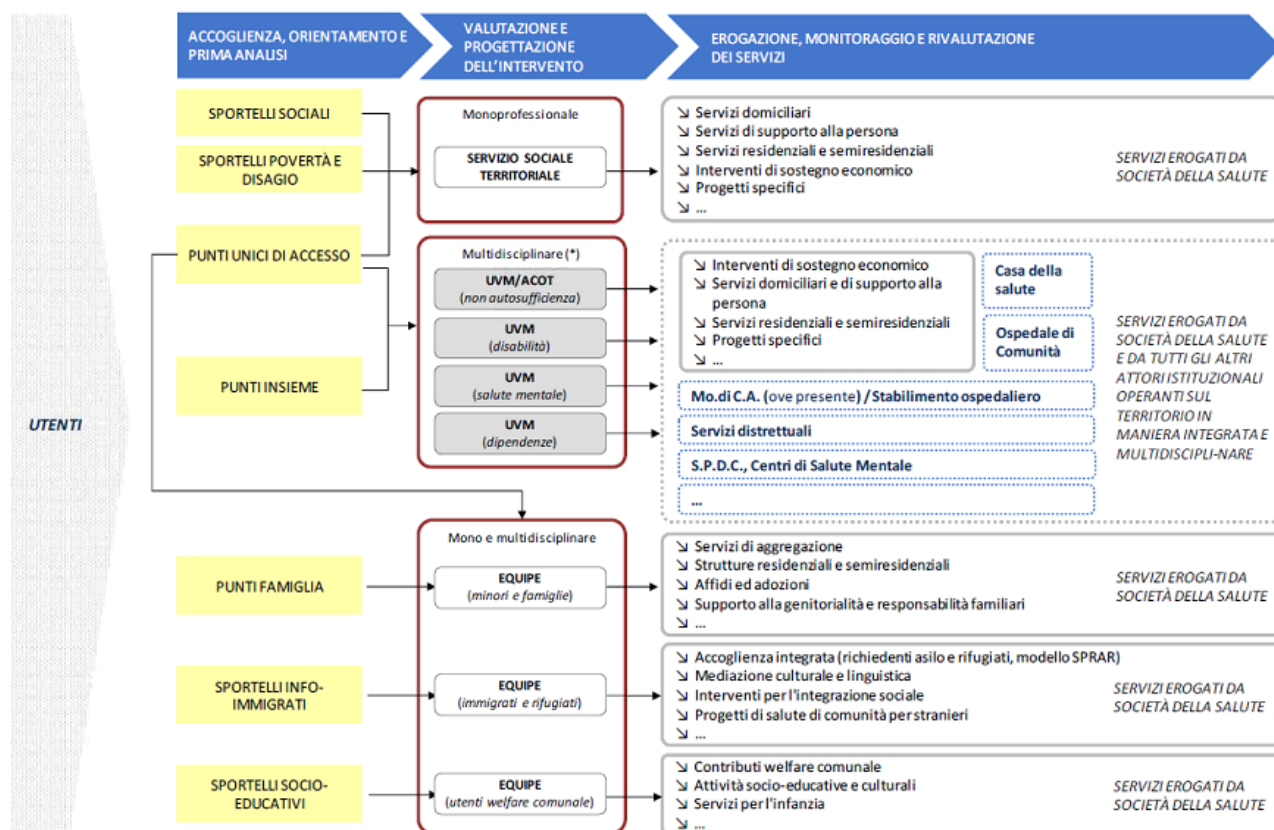 ACCOGLIENZA, ORIENTAMENTO E
PRIMA ANALISI
VALUTAZIONE E
PROGETTAZIONE
DELL'INTERVENTO
EROGAZIONE, MONITORAGGIO E RIVALUTAZIONE
DEI SERVIZI
UTENTI
SPORTELLI SOCIALI
SPORTELLI POVERTÀ E
DISAGIO
PUNTI UNICI DI ACCESSO
PUNTI INSIEME
PUNTI FAMIGLIA
SPORTELLI INFO-
IMMIGRATI
SPORTELLI SOCIO-
EDUCATIVI
Monoprofessionale
SERVIZIO SOCIALE
TERRITORIALE
Multidisciplinare (*)
UVM/ACOT
(non autosufficienza)
UVM
(disabilità)
UVM
(salute mentale)
UVM
(dipendenze)
Mono e multidisciplinare
EQUIPE
(minori e famiglie)
EQUIPE
(immigrati e rifugiati)
EQUIPE
(utenti welfare comunale)
↘ Servizi domiciliari
↘ Servizi di supporto alla persona
↘ Servizi residenziali e semiresidenziali
↘ Interventi di sostegno economico
↘ Progetti specifici
↘ ...
SERVIZI EROGATI DA
SOCIETÀ DELLA SALUTE
↘ Interventi di sostegno economico
↘ Servizi domiciliari e di supporto alla
persona
↘ Servizi residenziali e semiresidenziali
↘ Progetti specifici
↘ ...
Casa della
salute
Ospedale di
Comunità
Mo.di C.A. (ove presente) / Stabilimento ospedaliero
Servizi distrettuali
S.P.D.C., Centri di Salute Mentale
...
SERVIZI EROGATI DA
SOCIETÀ DELLA SALUTE
E DA TUTTI GLI ALTRI
ATTORI ISTITUZIONALI
OPERANTI SUL
TERRITORIO IN
MANIERA INTEGRATA E
MULTIDISCIPLI-NARE
↘ Servizi di aggregazione
↘ Strutture residenziali e semiresidenziali
↘ Affidi ed adozioni
↘ Supporto alla genitorialità e responsabilità familiari
↘ ...
SERVIZI EROGATI DA
SOCIETÀ DELLA SALUTE
↘ Accoglienza integrata (richiedenti asilo e rifugiati, modello SPRAR)
↘ Mediazione culturale e linguistica
↘ Interventi per l'integrazione sociale
↘ Progetti di salute di comunità per stranieri
↘ ...
SERVIZI EROGATI DA
SOCIETÀ DELLA SALUTE
↘ Contributi welfare comunale
↘ Attività socio-educative e culturali
↘ Servizi per l'infanzia
↘ ...
SERVIZI EROGATI DA
SOCIETÀ DELLA SALUTE